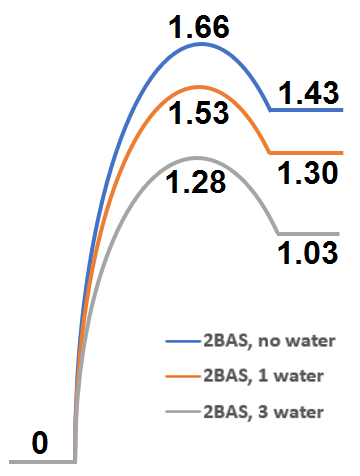 1.66
1.43
1.53
1.30
1.28
1.03
2BAS, no water
2BAS, 1 water
2BAS, 3 water
0